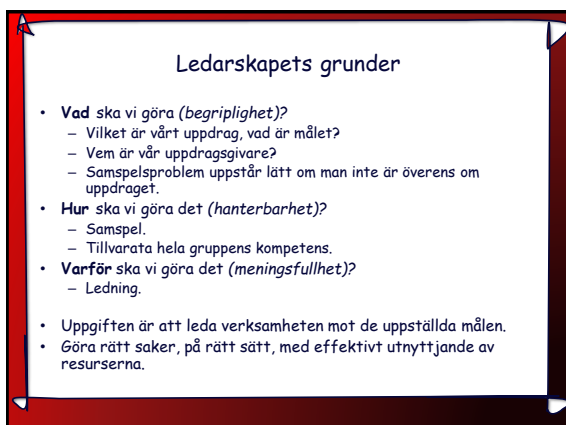 Ledarskapets grunder
• Vad ska vi göra (begriplighet)?
– Vilket är vårt uppdrag, vad är målet?
– Vem är vår uppdragsgivare?
– Samspelsproblem uppstår lätt om man inte är överens om
uppdraget.
• Hur ska vi göra det (hanterbarhet)?
– Samspel.
– Tillvarata hela gruppens kompetens.
• Varför ska vi göra det (meningsfullhet)?
– Ledning.
• Uppgiften är att leda verksamheten mot de uppställda målen.
• Göra rätt saker, på rätt sätt, med effektivt utnyttjande av
resurserna.